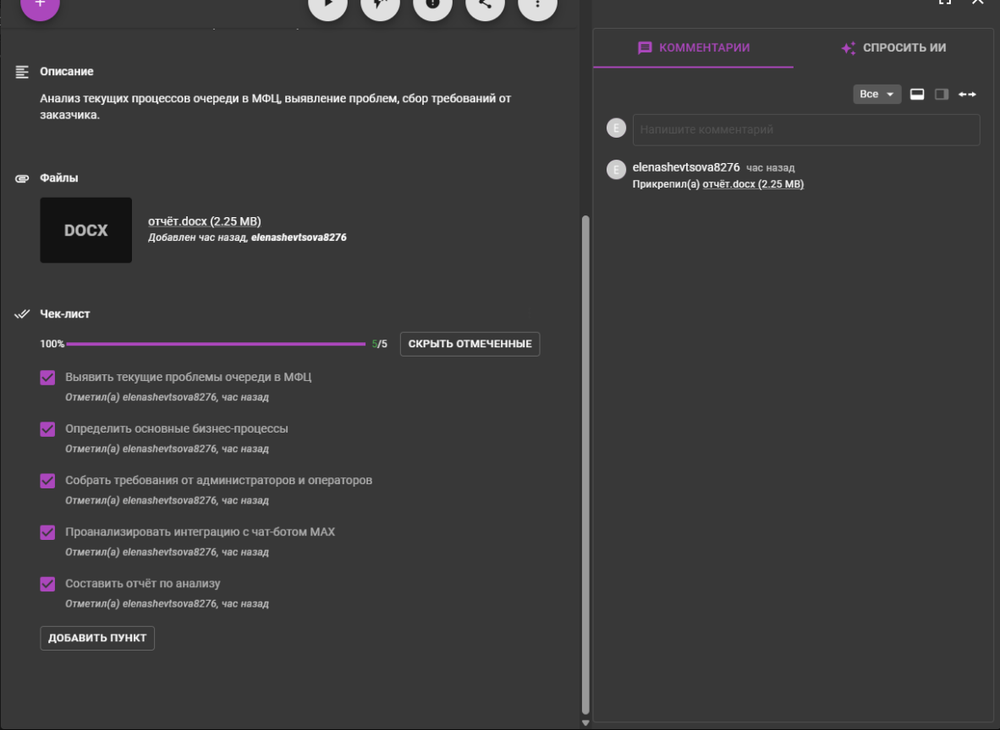 Описание
Анализ текущих процессов очереди в МФЦ, выявление проблем, сбор требований от
заказчика.
Файлы
DOCX
отчёт.docx (2.25 MB)
Добавлен час назад, elenashevtsova8276
Чек-лист
100%
5/5
СКРЫТЬ ОТМЕЧЕННЫЕ
Выявить текущие проблемы очереди в МФЦ
Отметил(а) elenashevtsova8276, час назад
Определить основные бизнес-процессы
Отметил(а) elenashevtsova8276, час назад
Собрать требования от администраторов и операторов
Отметил(а) elenashevtsova8276, час назад
Проанализировать интеграцию с чат-ботом MAX
Отметил(а) elenashevtsova8276, час назад
Составить отчёт по анализу
Отметил(а) elenashevtsova8276, час назад
ДОБАВИТЬ ПУНКТ
КОММЕНТАРИИ
СПРОСИТЬ ИИ
Все
E
Напишите комментарий
E
elenashevtsova8276 час назад
Прикрепил(а) отчёт.docx (2.25 MB)